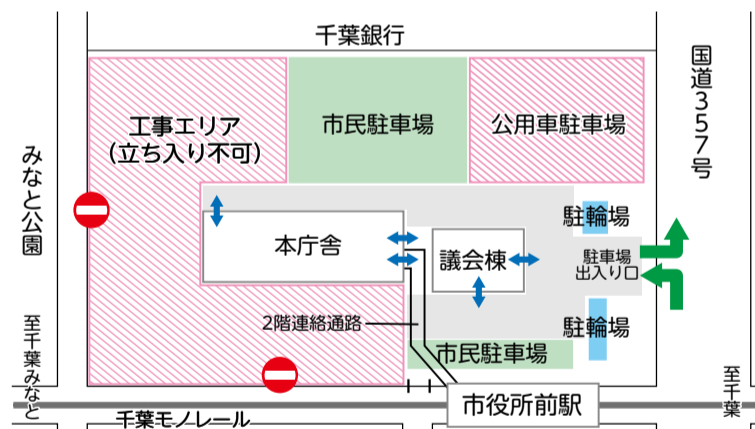 千葉銀行
国道357号
工事エリア
(立ち入り不可)
市民駐車場
公用車駐車場
みなと公園
駐輪場
本庁舎
議会棟
駐車場
出入り口
2階連絡通路
駐輪場
市民駐車場
至千葉みなと
至千葉
市役所前駅
千葉モノレール